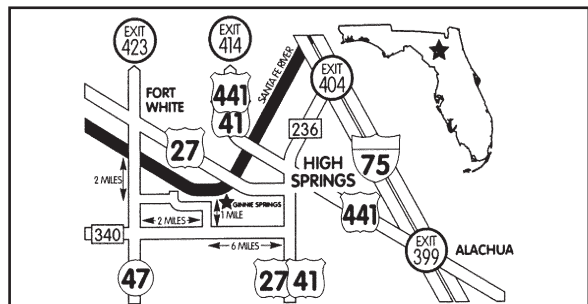 EXIT
423
EXIT
414
EXIT
404
SANTA FE RIVER
FORT
WHITE
441
41
236
27
HIGH
SPRINGS
75
2 MILES
GINNIE SPRINGS
1 MILE
2 MILES
441
340
6 MILES
EXIT
399
ALACHUA
47
27
41